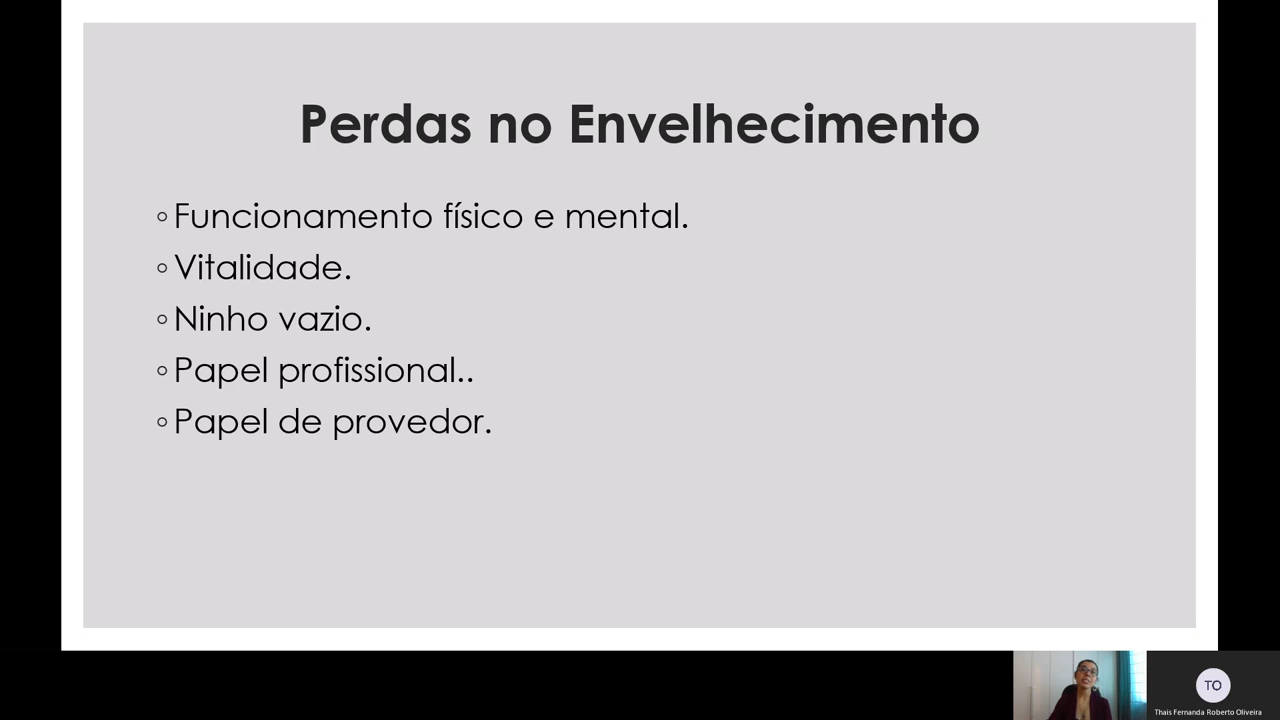 Perdas no Envelhecimento
◦Funcionamento físico e mental.
◦Vitalidade.
◦Ninho vazio.
◦Papel profissional..
◦Papel de provedor.
TO
Thais Fernanda Roberto Oliveira